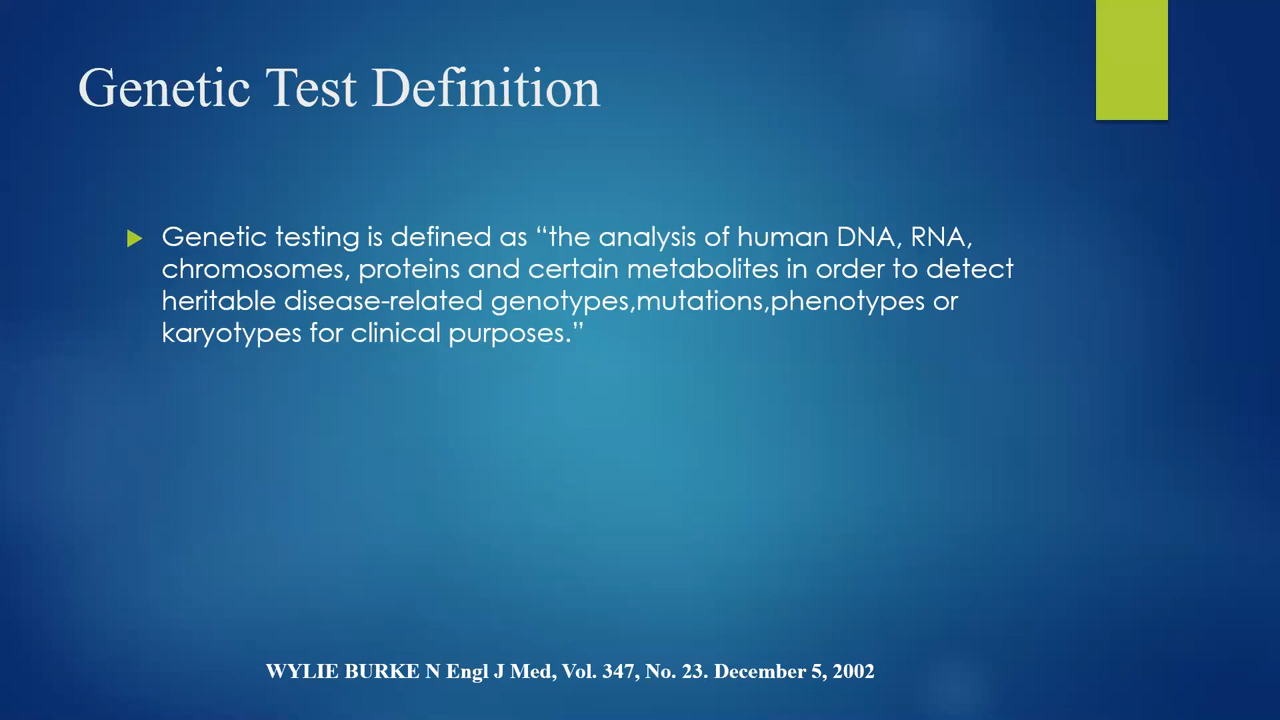 Genetic Test Definition
Genetic testing is defined as “the analysis of human DNA, RNA,
chromosomes, proteins and certain metabolites in order to detect
heritable disease-related genotypes,mutations,phenotypes or
karyotypes for clinical purposes.”
WYLIE BURKE N Engl J Med, Vol. 347, No. 23. December 5, 2002